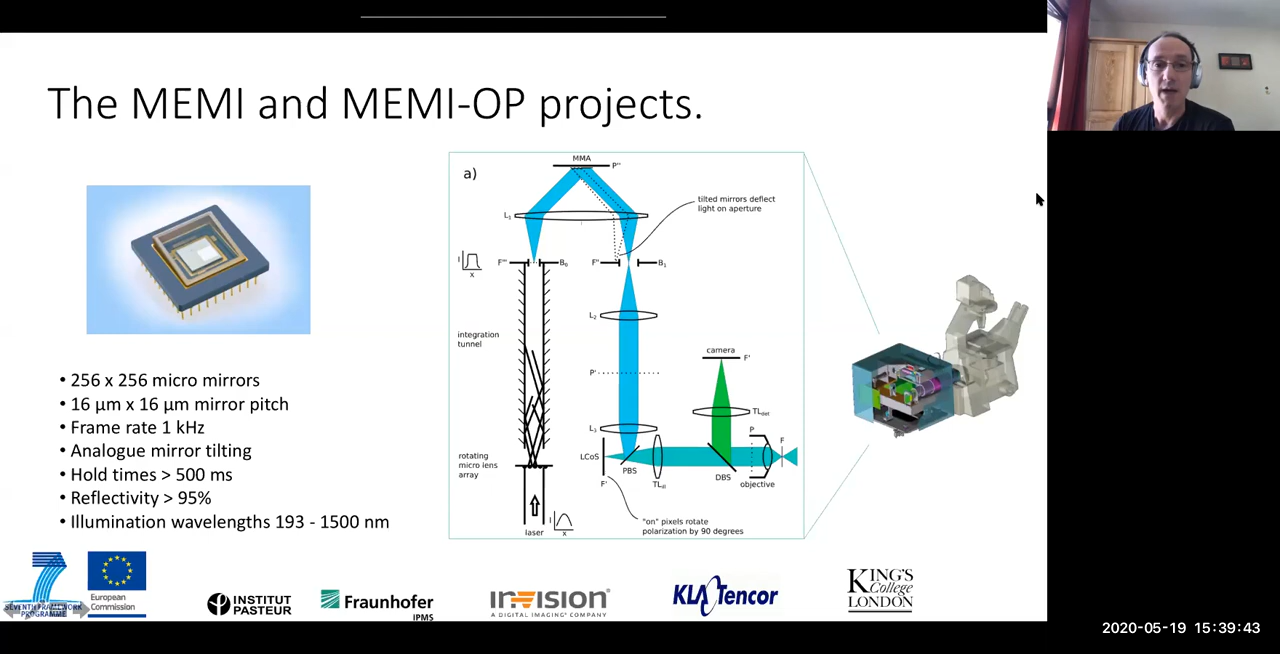 The MEMI and MEMI-OP projects.
• 256 x 256 micro mirrors
• 16 µm x 16 µm mirror pitch
• Frame rate 1 kHz
• Analogue mirror tilting
• Hold times > 500 ms
• Reflectivity > 95%
• Illumination wavelengths 193 - 1500 nm
a)
MMA
P''
tilted mirrors deflect
light on aperture
L1
I
x
F'''
B0
F''
B1
integration
tunnel
L2
P'
camera
F'
TLdet
L3
P
F
LCoS
PBS
TLill
DBS
objective
F'
rotating
micro lens
array
laser
I
x
"on" pixels rotate
polarization by 90 degrees
7
SEVENTH FRAMEWORK
PROGRAMME
European
Commission
INSTITUT
PASTEUR
Fraunhofer
IPMS
invision
A DIGITAL IMAGING COMPANY
KLA Tencor
KING'S
College
LONDON
2020-05-19 15:39:43